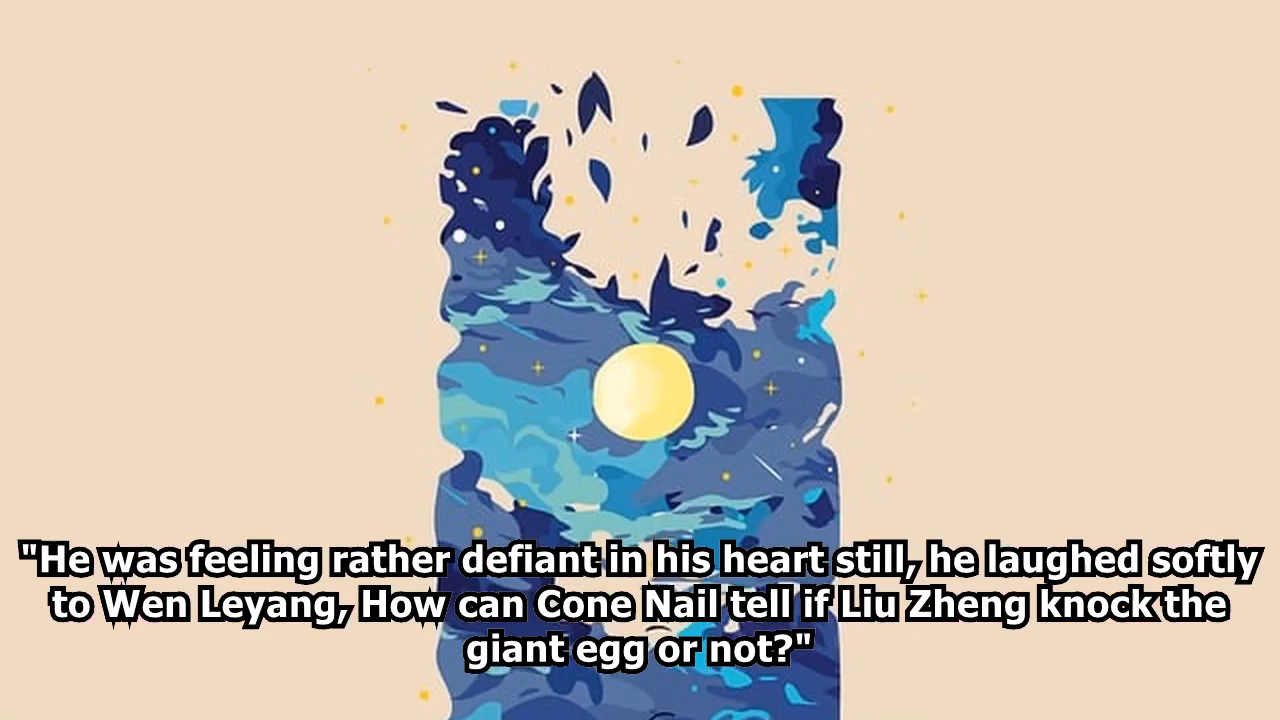 "He was feeling rather defiant in his heart still, he laughed softly
to Wen Leyang, How can Cone Nail tell if Liu Zheng knock the
giant egg or not?"